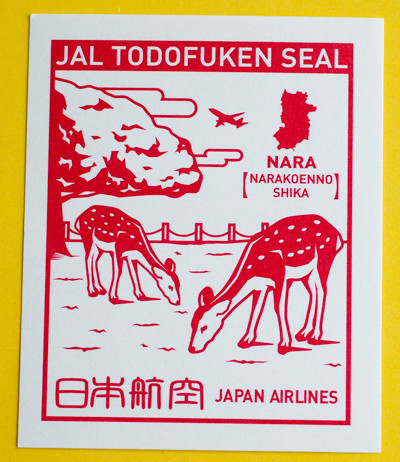 JAL TODOFUKEN SEAL
NARA
【NARAKOENNO
SHIKA】
日本航空 JAPAN AIRLINES